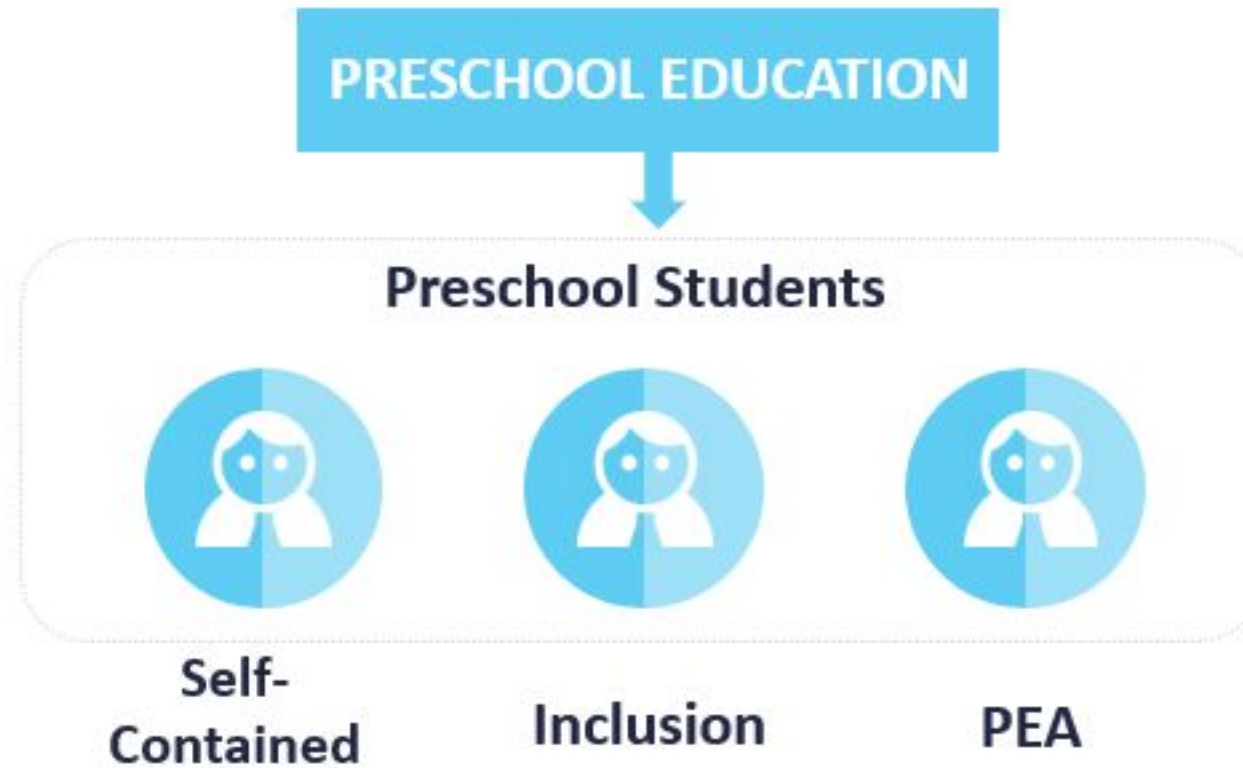 PRESCHOOL EDUCATION
Preschool Students
Self-
Contained
Inclusion
PEA